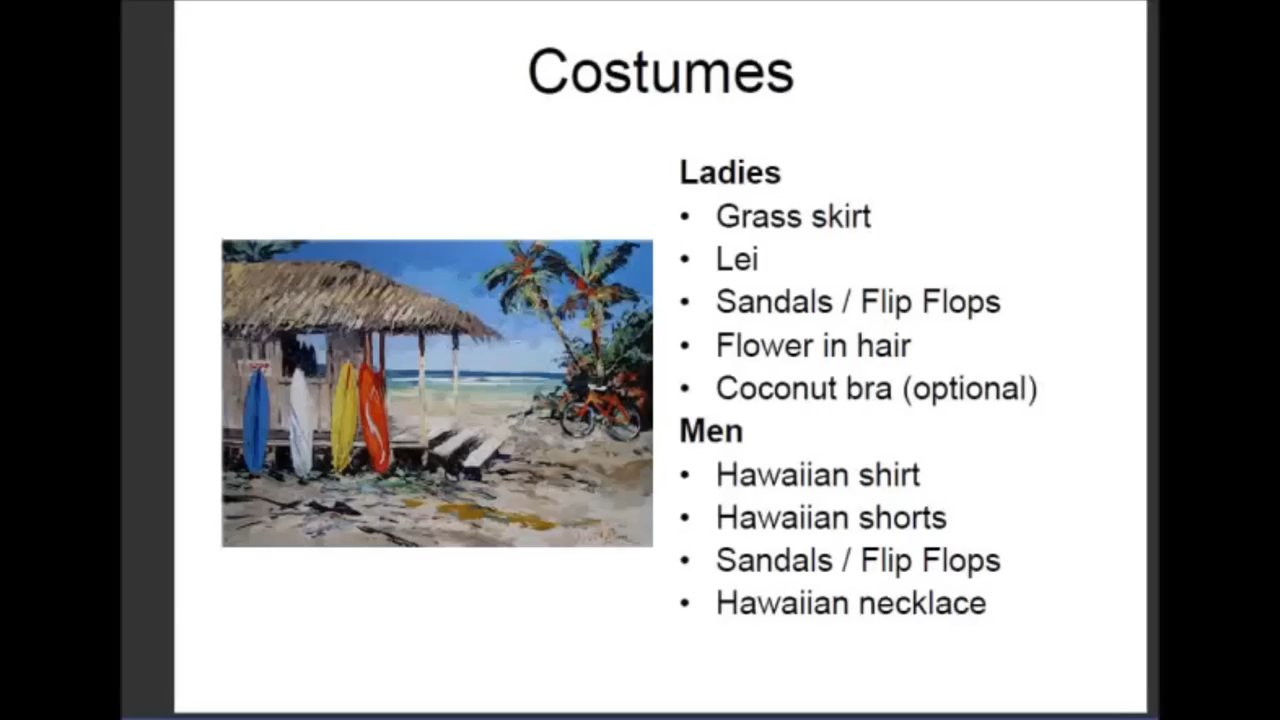 Costumes
Ladies
• Grass skirt
• Lei
• Sandals / Flip Flops
• Flower in hair
• Coconut bra (optional)
Men
• Hawaiian shirt
• Hawaiian shorts
• Sandals / Flip Flops
• Hawaiian necklace